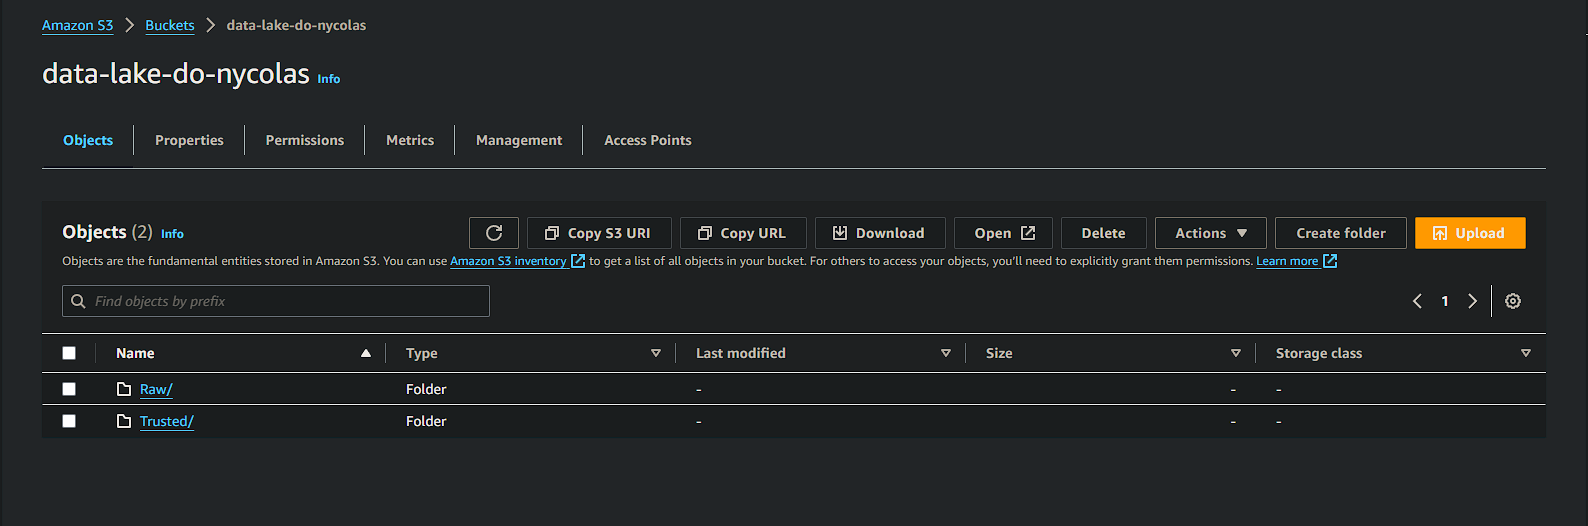 Amazon S3 > Buckets > data-lake-do-nycolas
data-lake-do-nycolas Info
Objects Properties Permissions Metrics Management Access Points
Objects (2) Info Copy S3 URI Copy URL Download Open Delete Actions Create folder Upload
Objects are the fundamental entities stored in Amazon S3. You can use Amazon S3 inventory to get a list of all objects in your bucket. For others to access your objects, you'll need to explicitly grant them permissions. Learn more
Find objects by prefix 1
Name Type Last modified Size Storage class
Raw/ Folder - - -
Trusted/ Folder - - -